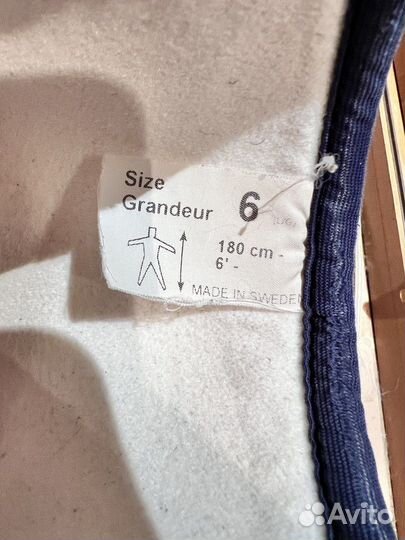 Size
Grandeur 6
180 cm -
6' -
MADE IN SWEDEN
Avito